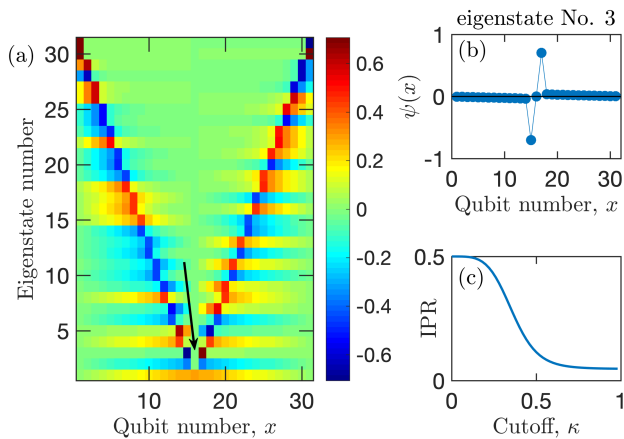 eigenstate No. 3
(a)
30
25
20
15
10
5
Eigenstate number
10 20 30
Qubit number, x
0.6
0.4
0.2
0
-0.2
-0.4
-0.6
(b)
1
0
-1
ψ(x)
0 10 20 30
Qubit number, x
(c)
0.5
0
IPR
0 0.5 1
Cutoff, κ